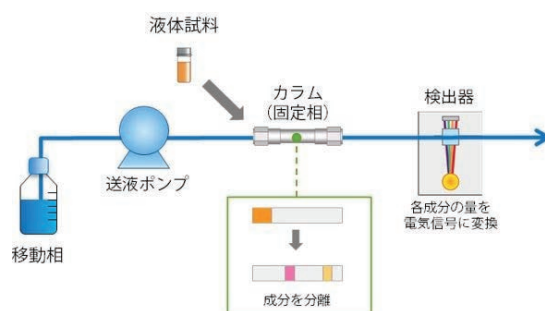 液体試料
カラム
(固定相)
検出器
送液ポンプ
移動相
各成分の量を
電気信号に変換
成分を分離